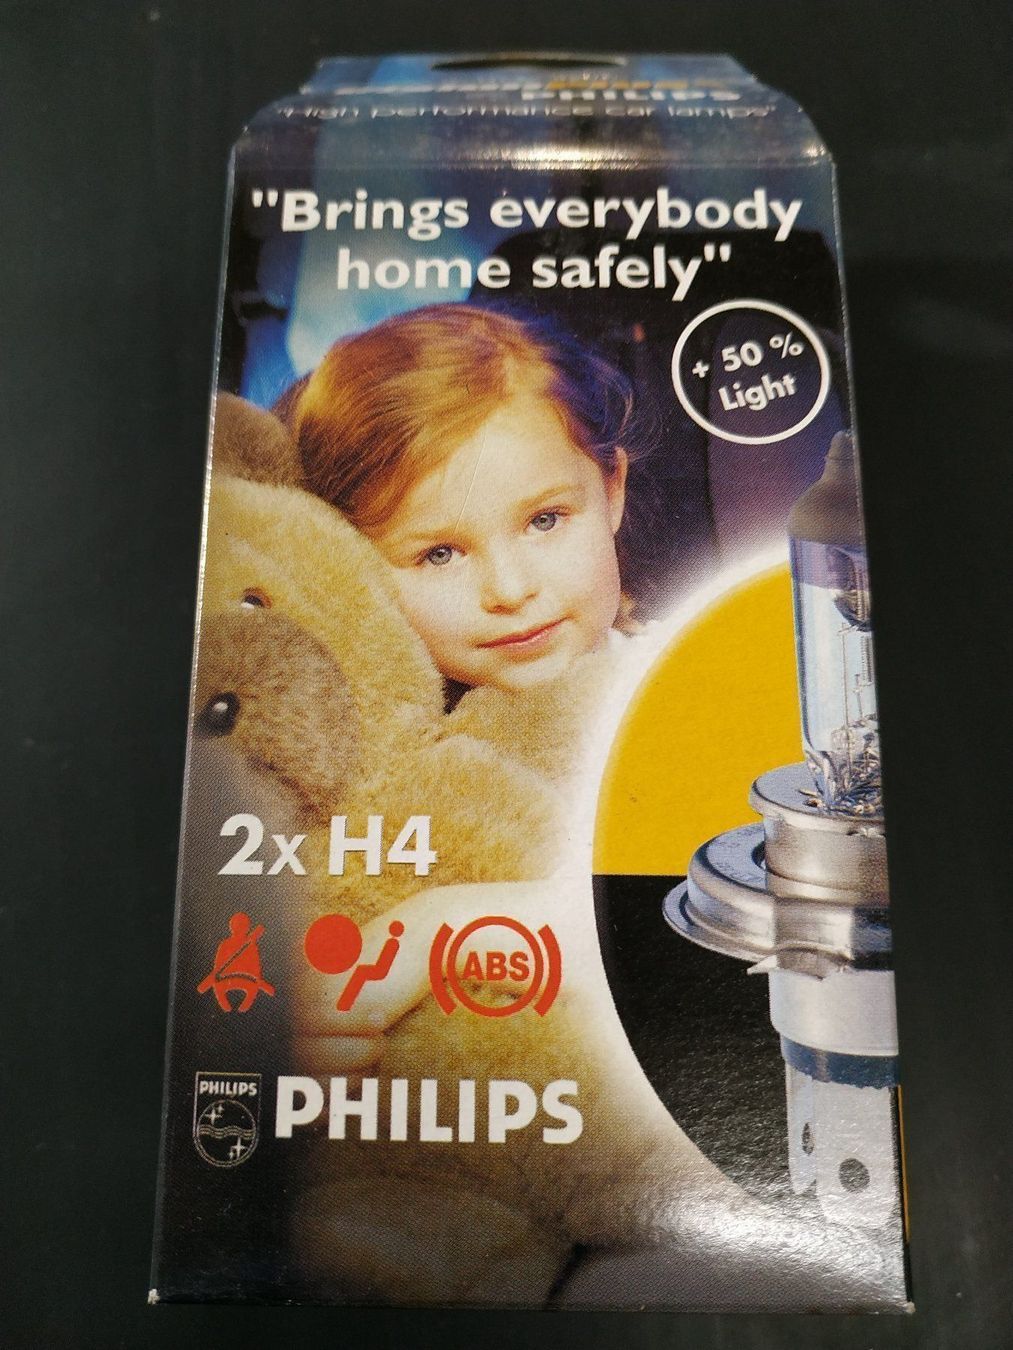 PHILIPS
"High performance car lamps"
"Brings everybody
home safely"
+ 50 %
Light
2x H4
ABS
PHILIPS
PHILIPS